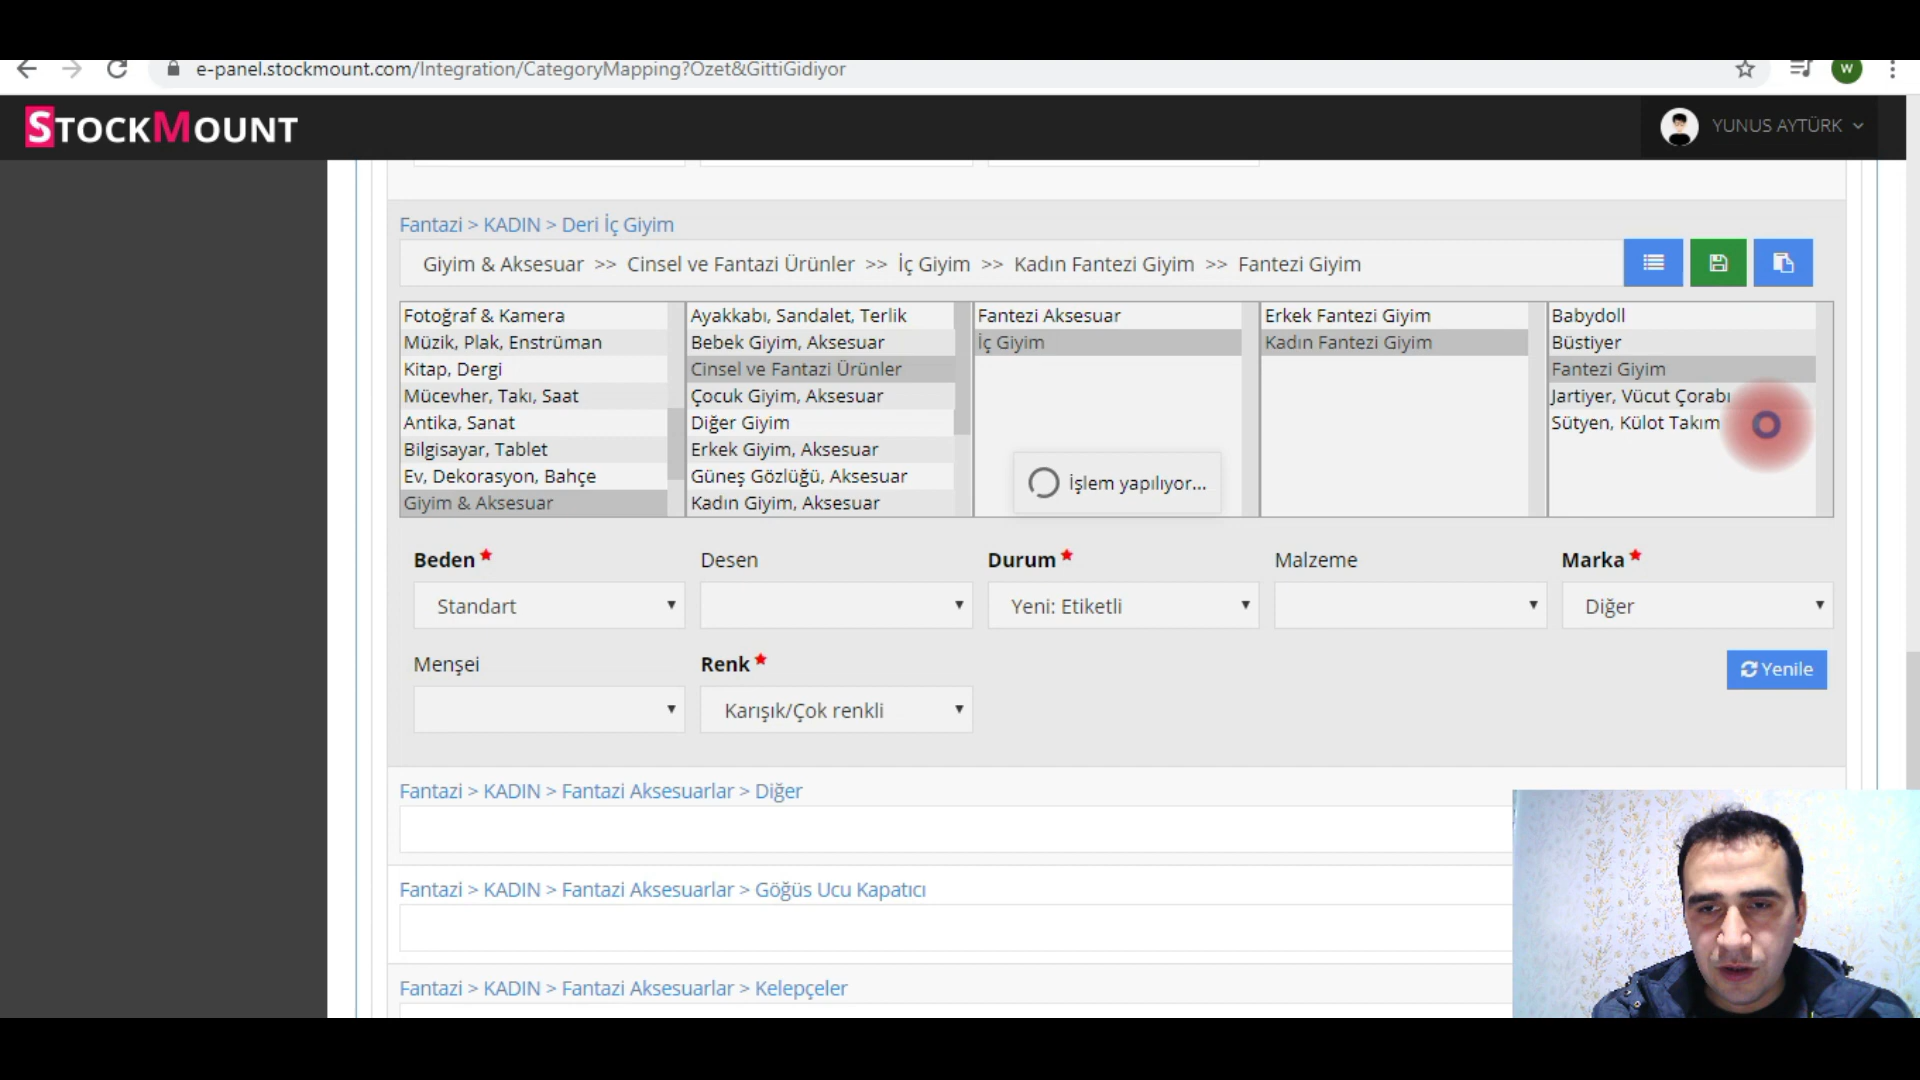 e-panel.stockmount.com/Integration/CategoryMapping?Ozet&GittiGidiyor
W
STOCKMOUNT
YUNUS AYTÜRK
Fantazi > KADIN > Deri İç Giyim
Giyim & Aksesuar >> Cinsel ve Fantazi Ürünler >> İç Giyim >> Kadın Fantezi Giyim >> Fantezi Giyim
Fotoğraf & Kamera
Müzik, Plak, Enstrüman
Kitap, Dergi
Mücevher, Takı, Saat
Antika, Sanat
Bilgisayar, Tablet
Ev, Dekorasyon, Bahçe
Giyim & Aksesuar
Ayakkabı, Sandalet, Terlik
Bebek Giyim, Aksesuar
Cinsel ve Fantazi Ürünler
Çocuk Giyim, Aksesuar
Diğer Giyim
Erkek Giyim, Aksesuar
Güneş Gözlüğü, Aksesuar
Kadın Giyim, Aksesuar
Fantezi Aksesuar
İç Giyim
Erkek Fantezi Giyim
Kadın Fantezi Giyim
Babydoll
Büstiyer
Fantezi Giyim
Jartiyer, Vücut Çorabı
Sütyen, Külot Takım
İşlem yapılıyor...
Beden *
Desen
Durum *
Malzeme
Marka *
Standart
Yeni: Etiketli
Diğer
Menşei
Renk *
Yenile
Karışık/Çok renkli
Fantazi > KADIN > Fantazi Aksesuarlar > Diğer
Fantazi > KADIN > Fantazi Aksesuarlar > Göğüs Ucu Kapatıcı
Fantazi > KADIN > Fantazi Aksesuarlar > Kelepçeler